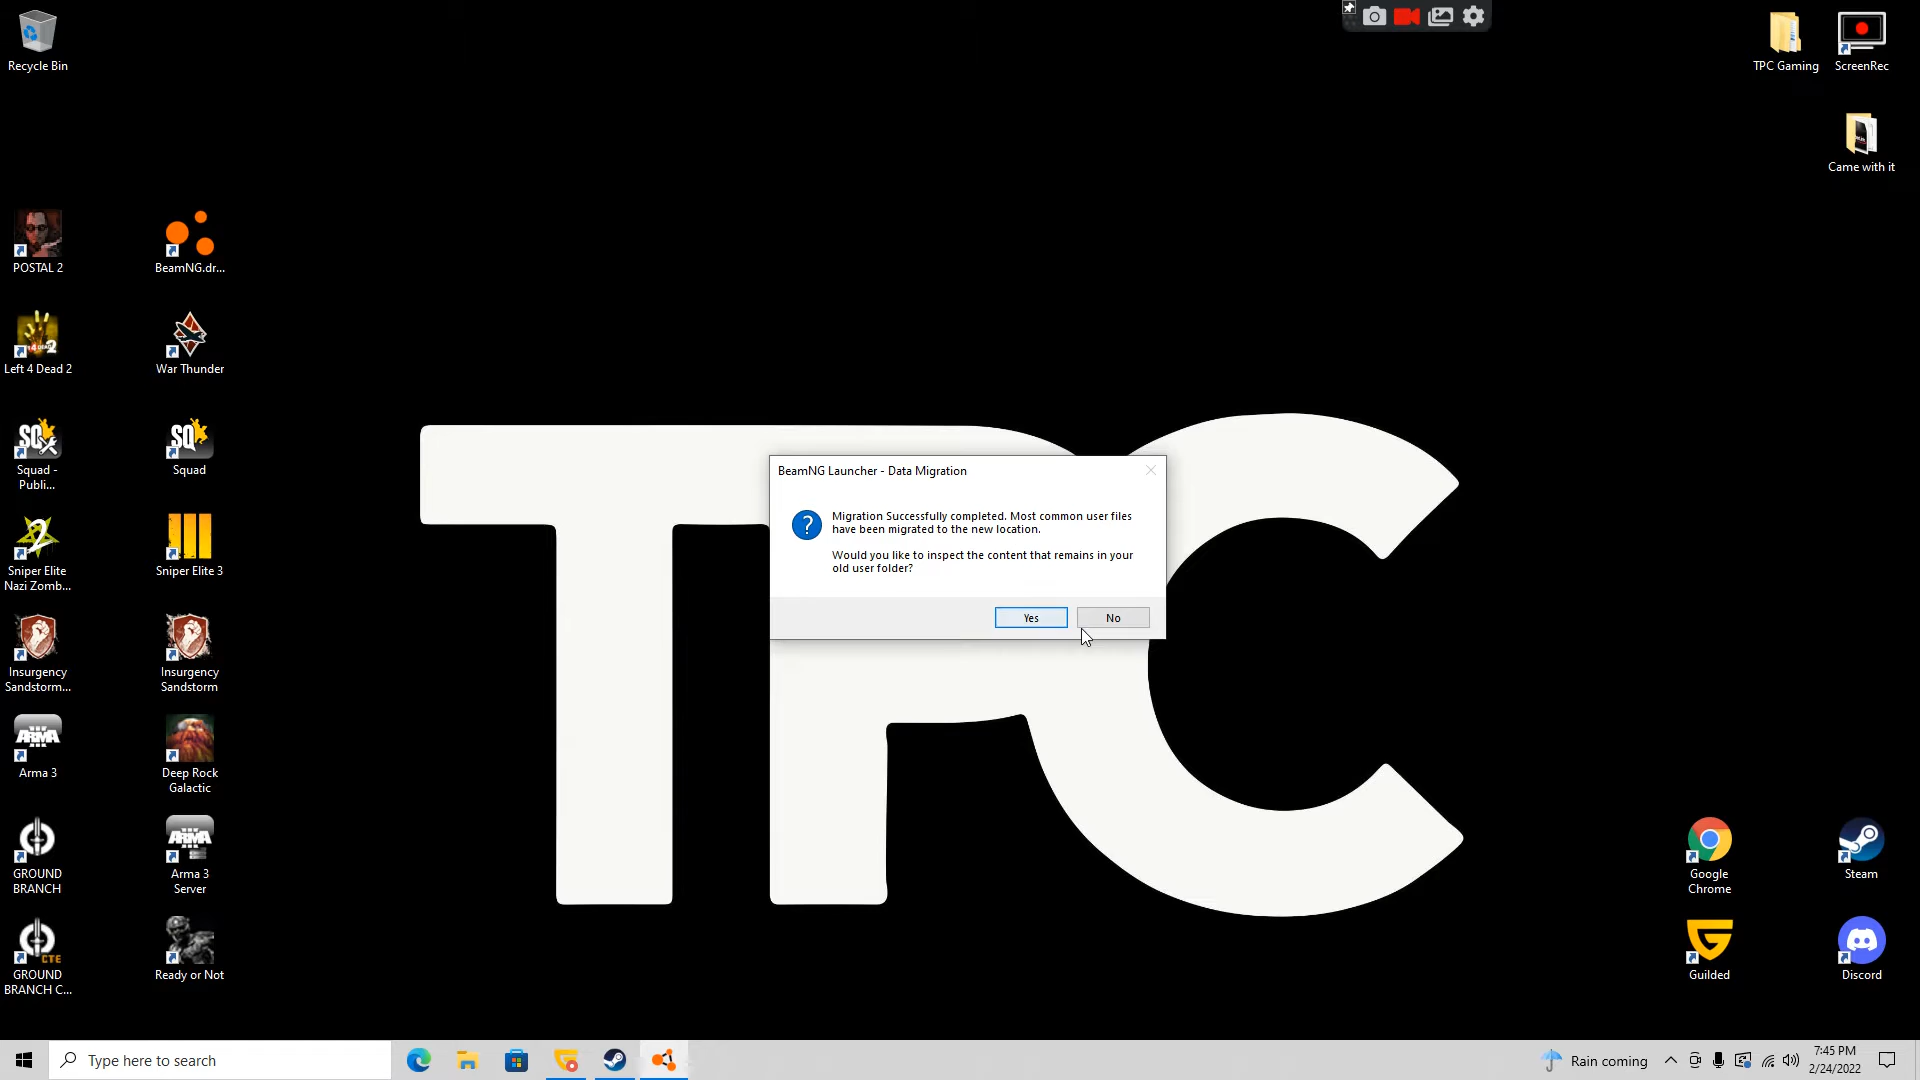 Recycle Bin
TPC Gaming
ScreenRec
Came with it
POSTAL 2
BeamNG.dr...
Left 4 Dead 2
War Thunder
Squad -
Publi...
Squad
Sniper Elite
Nazi Zomb...
Sniper Elite 3
Insurgency
Sandstorm...
Insurgency
Sandstorm
Arma 3
Deep Rock
Galactic
GROUND
BRANCH
Arma 3
Server
GROUND
BRANCH C...
Ready or Not
TPC
BeamNG Launcher - Data Migration
Migration Successfully completed. Most common user files
have been migrated to the new location.
Would you like to inspect the content that remains in your
old user folder?
Yes
No
Google
Chrome
Steam
Guilded
Discord
Type here to search
Rain coming
7:45 PM
2/24/2022